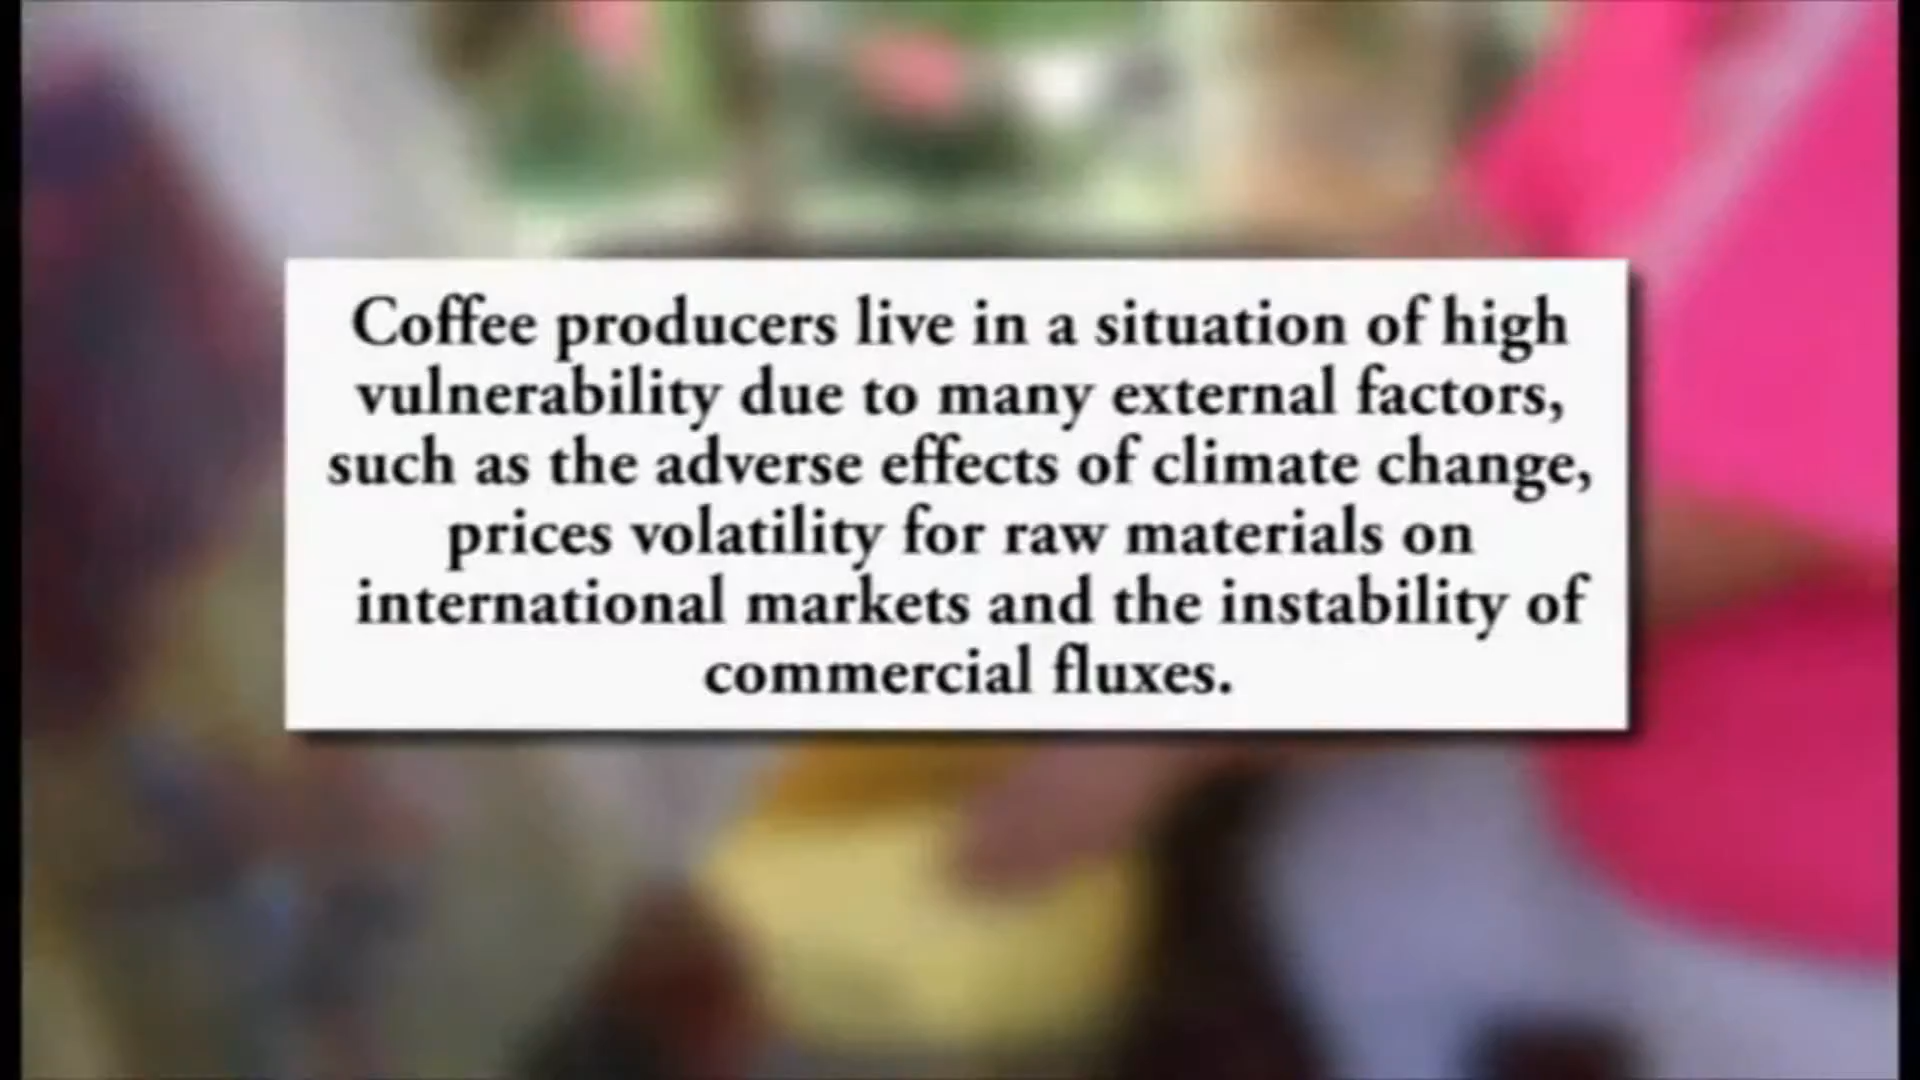 Coffee producers live in a situation of high
vulnerability due to many external factors,
such as the adverse effects of climate change,
prices volatility for raw materials on
international markets and the instability of
commercial fluxes.